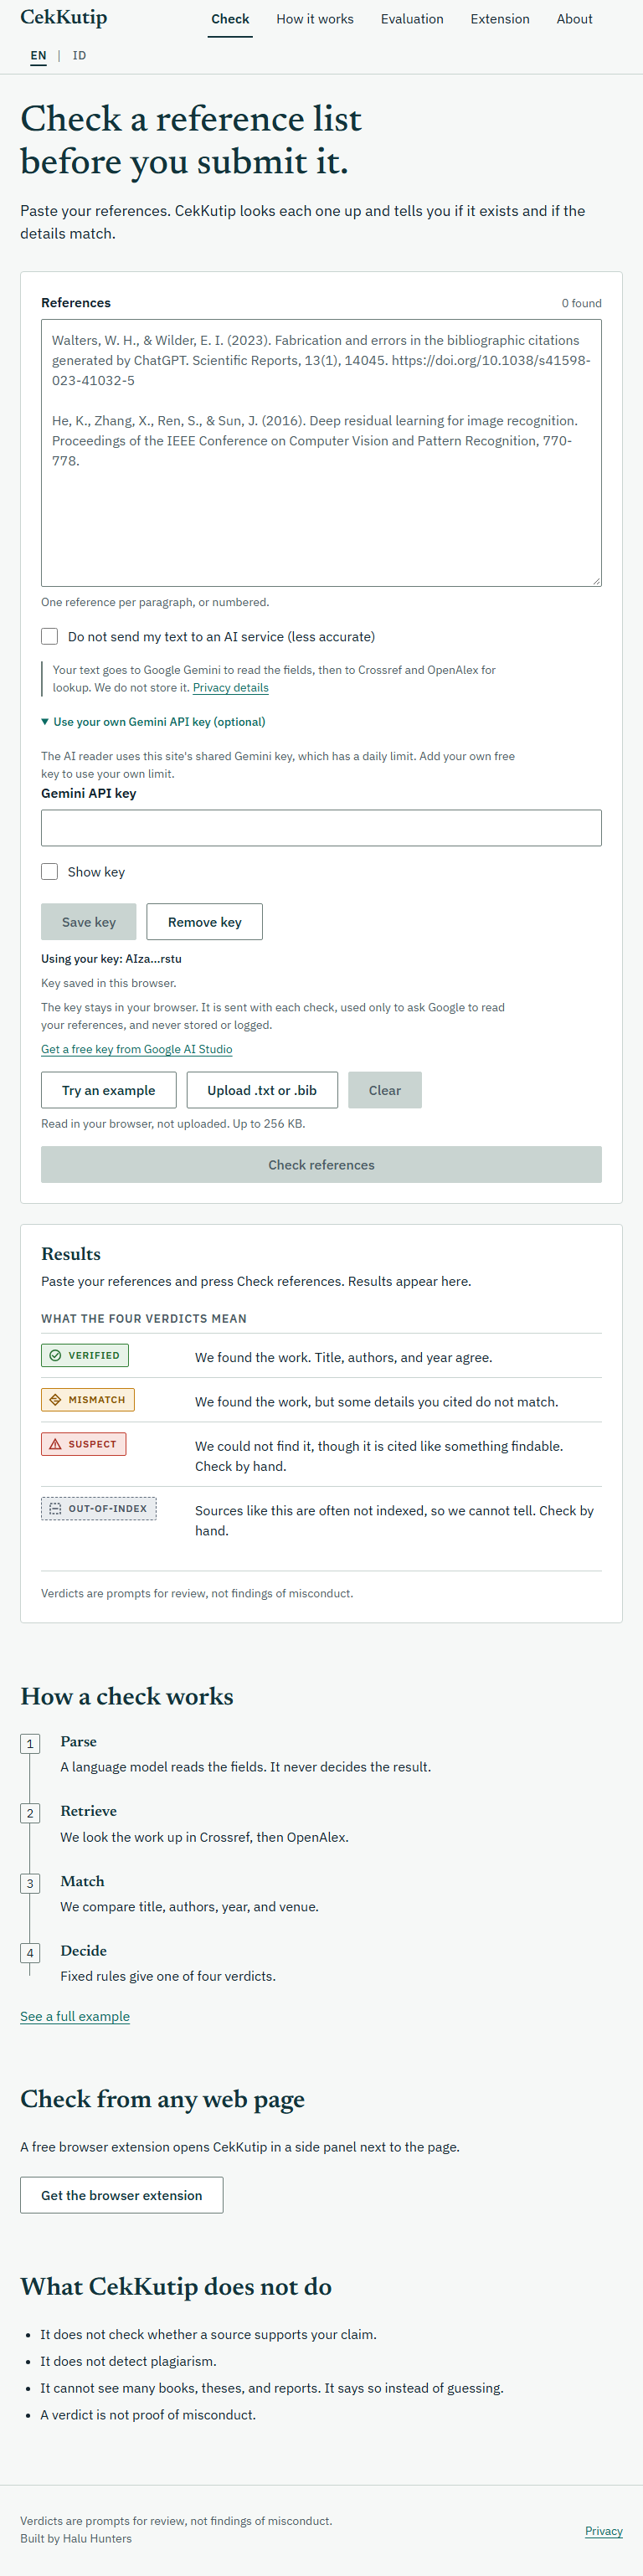 CekKutip
Check
How it works
Evaluation
Extension
About
EN | ID
Check a reference list
before you submit it.
Paste your references. CekKutip looks each one up and tells you if it exists and if the
details match.
References
0 found
Walters, W. H., & Wilder, E. I. (2023). Fabrication and errors in the bibliographic citations
generated by ChatGPT. Scientific Reports, 13(1), 14045. https://doi.org/10.1038/s41598-
023-41032-5
He, K., Zhang, X., Ren, S., & Sun, J. (2016). Deep residual learning for image recognition.
Proceedings of the IEEE Conference on Computer Vision and Pattern Recognition, 770-
778.
One reference per paragraph, or numbered.
Do not send my text to an AI service (less accurate)
Your text goes to Google Gemini to read the fields, then to Crossref and OpenAlex for
lookup. We do not store it. Privacy details
▼ Use your own Gemini API key (optional)
The AI reader uses this site's shared Gemini key, which has a daily limit. Add your own free
key to use your own limit.
Gemini API key
Show key
Save key
Remove key
Using your key: AIza...rstu
Key saved in this browser.
The key stays in your browser. It is sent with each check, used only to ask Google to read
your references, and never stored or logged.
Get a free key from Google AI Studio
Try an example
Upload .txt or .bib
Clear
Read in your browser, not uploaded. Up to 256 KB.
Check references
Results
Paste your references and press Check references. Results appear here.
WHAT THE FOUR VERDICTS MEAN
VERIFIED
We found the work. Title, authors, and year agree.
MISMATCH
We found the work, but some details you cited do not match.
SUSPECT
We could not find it, though it is cited like something findable.
Check by hand.
OUT-OF-INDEX
Sources like this are often not indexed, so we cannot tell. Check by
hand.
Verdicts are prompts for review, not findings of misconduct.
How a check works
1
Parse
A language model reads the fields. It never decides the result.
2
Retrieve
We look the work up in Crossref, then OpenAlex.
3
Match
We compare title, authors, year, and venue.
4
Decide
Fixed rules give one of four verdicts.
See a full example
Check from any web page
A free browser extension opens CekKutip in a side panel next to the page.
Get the browser extension
What CekKutip does not do
• It does not check whether a source supports your claim.
• It does not detect plagiarism.
• It cannot see many books, theses, and reports. It says so instead of guessing.
• A verdict is not proof of misconduct.
Verdicts are prompts for review, not findings of misconduct.
Built by Halu Hunters
Privacy